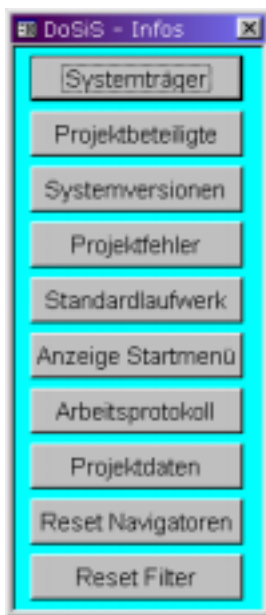 DoSiS - Infos
Systemträger
Projektbeteiligte
Systemversionen
Projektfehler
Standardlaufwerk
Anzeige Startmenü
Arbeitsprotokoll
Projektdaten
Reset Navigatoren
Reset Filter